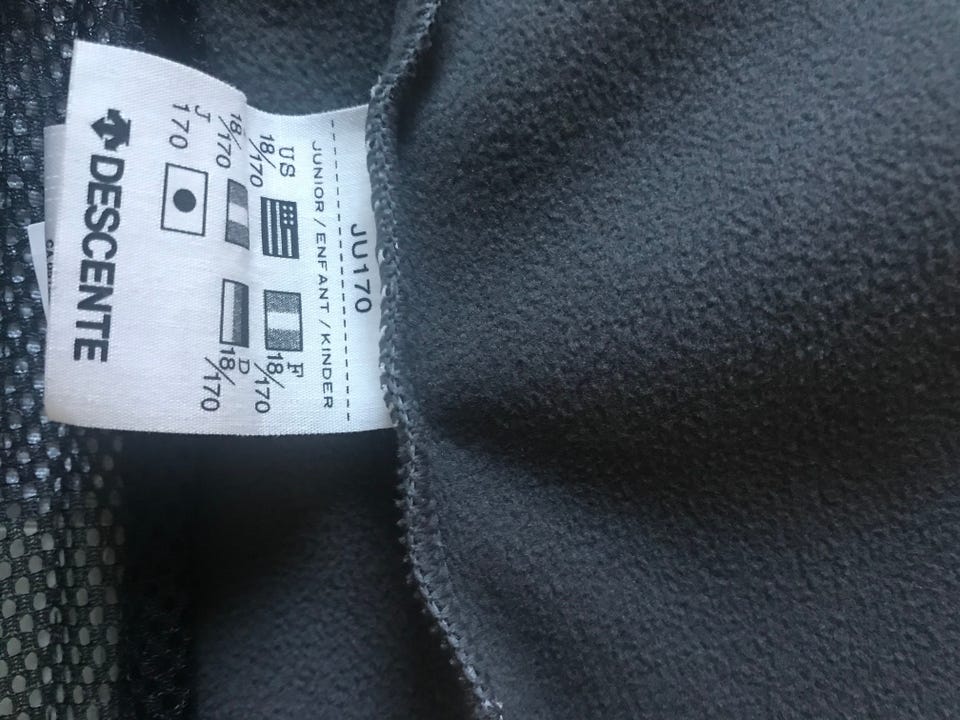 JU170
JUNIOR / ENFANT / KINDER
US F
18/170 18/170
D
18/170 18/170
J
170
DESCENTE